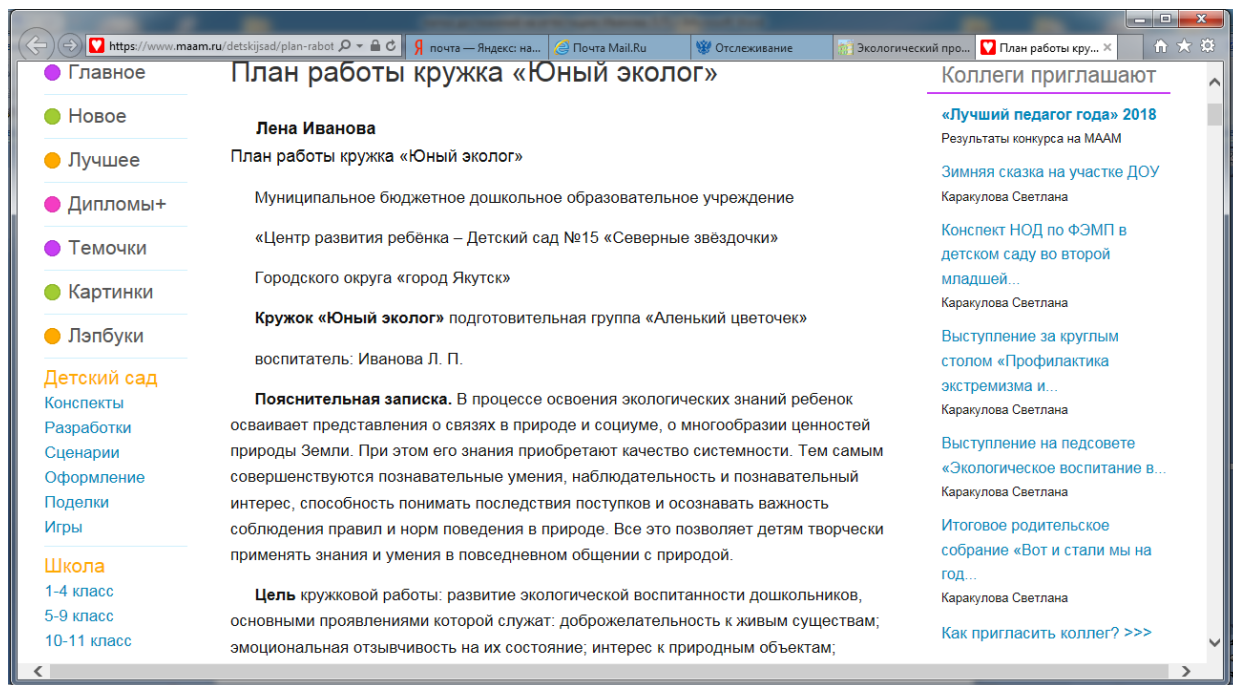 https://www.maam.ru/detskijsad/plan-rabot
почта — Яндекс: на...
Почта Mail.Ru
Отслеживание
Экологический про...
План работы кру...
Главное
Новое
Лучшее
Дипломы+
Темочки
Картинки
Лэпбуки
Детский сад
Конспекты
Разработки
Сценарии
Оформление
Поделки
Игры
Школа
1-4 класс
5-9 класс
10-11 класс
План работы кружка «Юный эколог»
Лена Иванова
План работы кружка «Юный эколог»
Муниципальное бюджетное дошкольное образовательное учреждение
«Центр развития ребёнка – Детский сад №15 «Северные звёздочки»
Городского округа «город Якутск»
Кружок «Юный эколог» подготовительная группа «Аленький цветочек»
воспитатель: Иванова Л. П.
Пояснительная записка. В процессе освоения экологических знаний ребенок
осваивает представления о связях в природе и социуме, о многообразии ценностей
природы Земли. При этом его знания приобретают качество системности. Тем самым
совершенствуются познавательные умения, наблюдательность и познавательный
интерес, способность понимать последствия поступков и осознавать важность
соблюдения правил и норм поведения в природе. Все это позволяет детям творчески
применять знания и умения в повседневном общении с природой.
Цель кружковой работы: развитие экологической воспитанности дошкольников,
основными проявлениями которой служат: доброжелательность к живым существам;
эмоциональная отзывчивость на их состояние; интерес к природным объектам;
Коллеги приглашают
«Лучший педагог года» 2018
Результаты конкурса на МААМ
Зимняя сказка на участке ДОУ
Каракулова Светлана
Конспект НОД по ФЭМП в
детском саду во второй
младшей...
Каракулова Светлана
Выступление за круглым
столом «Профилактика
экстремизма и...
Каракулова Светлана
Выступление на педсовете
«Экологическое воспитание в...
Каракулова Светлана
Итоговое родительское
собрание «Вот и стали мы на
год...
Каракулова Светлана
Как пригласить коллег? >>>